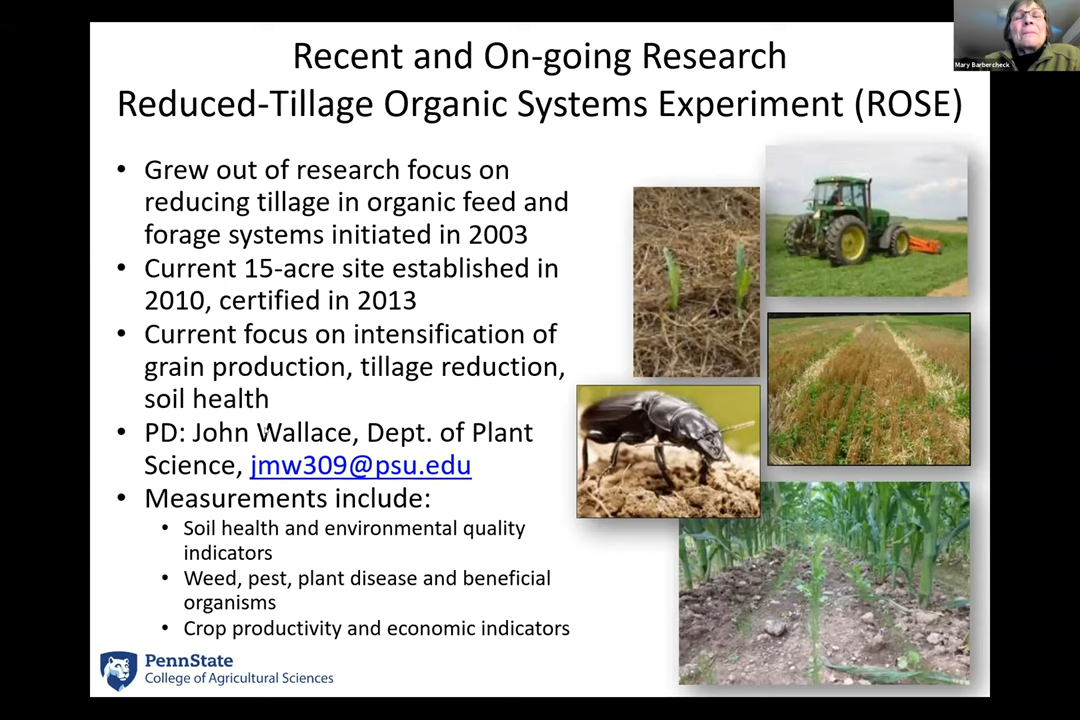 Recent and On-going Research
Reduced-Tillage Organic Systems Experiment (ROSE)
Mary Barbercheck
• Grew out of research focus on
reducing tillage in organic feed and
forage systems initiated in 2003
• Current 15-acre site established in
2010, certified in 2013
• Current focus on intensification of
grain production, tillage reduction,
soil health
• PD: John Wallace, Dept. of Plant
Science, jmw309@psu.edu
• Measurements include:
• Soil health and environmental quality
indicators
• Weed, pest, plant disease and beneficial
organisms
• Crop productivity and economic indicators
PennState
College of Agricultural Sciences